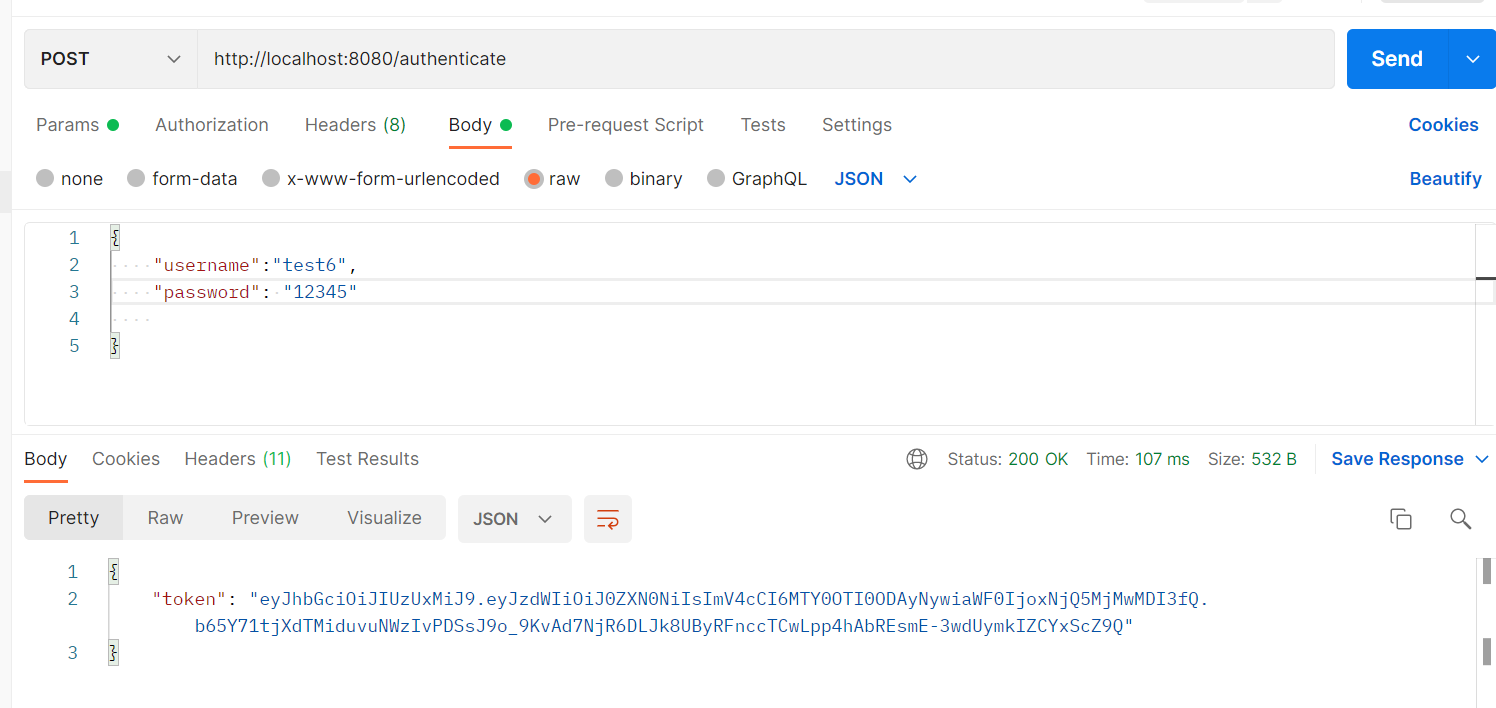 POST http://localhost:8080/authenticate Send
Params Authorization Headers (8) Body Pre-request Script Tests Settings Cookies
none form-data x-www-form-urlencoded raw binary GraphQL JSON Beautify
1 {
2 "username":"test6",
3 "password": "12345"
4
5 }
Body Cookies Headers (11) Test Results Status: 200 OK Time: 107 ms Size: 532 B Save Response
Pretty Raw Preview Visualize JSON
1 {
2 "token": "eyJhbGciOiJIUzUxMiJ9.eyJzdWIiOiJ0ZXN0NiIsImV4cCI6MTY0OTI0ODAyNywiaWF0IjoxNjQ5MjMwMDI3fQ.
b65Y71tjXdTMiduvuNWzIvPDSsJ9o_9KvAd7NjR6DLJk8UByRFnccTCwLpp4hAbREsmE-3wdUymkIZCYxScZ9Q"
3 }